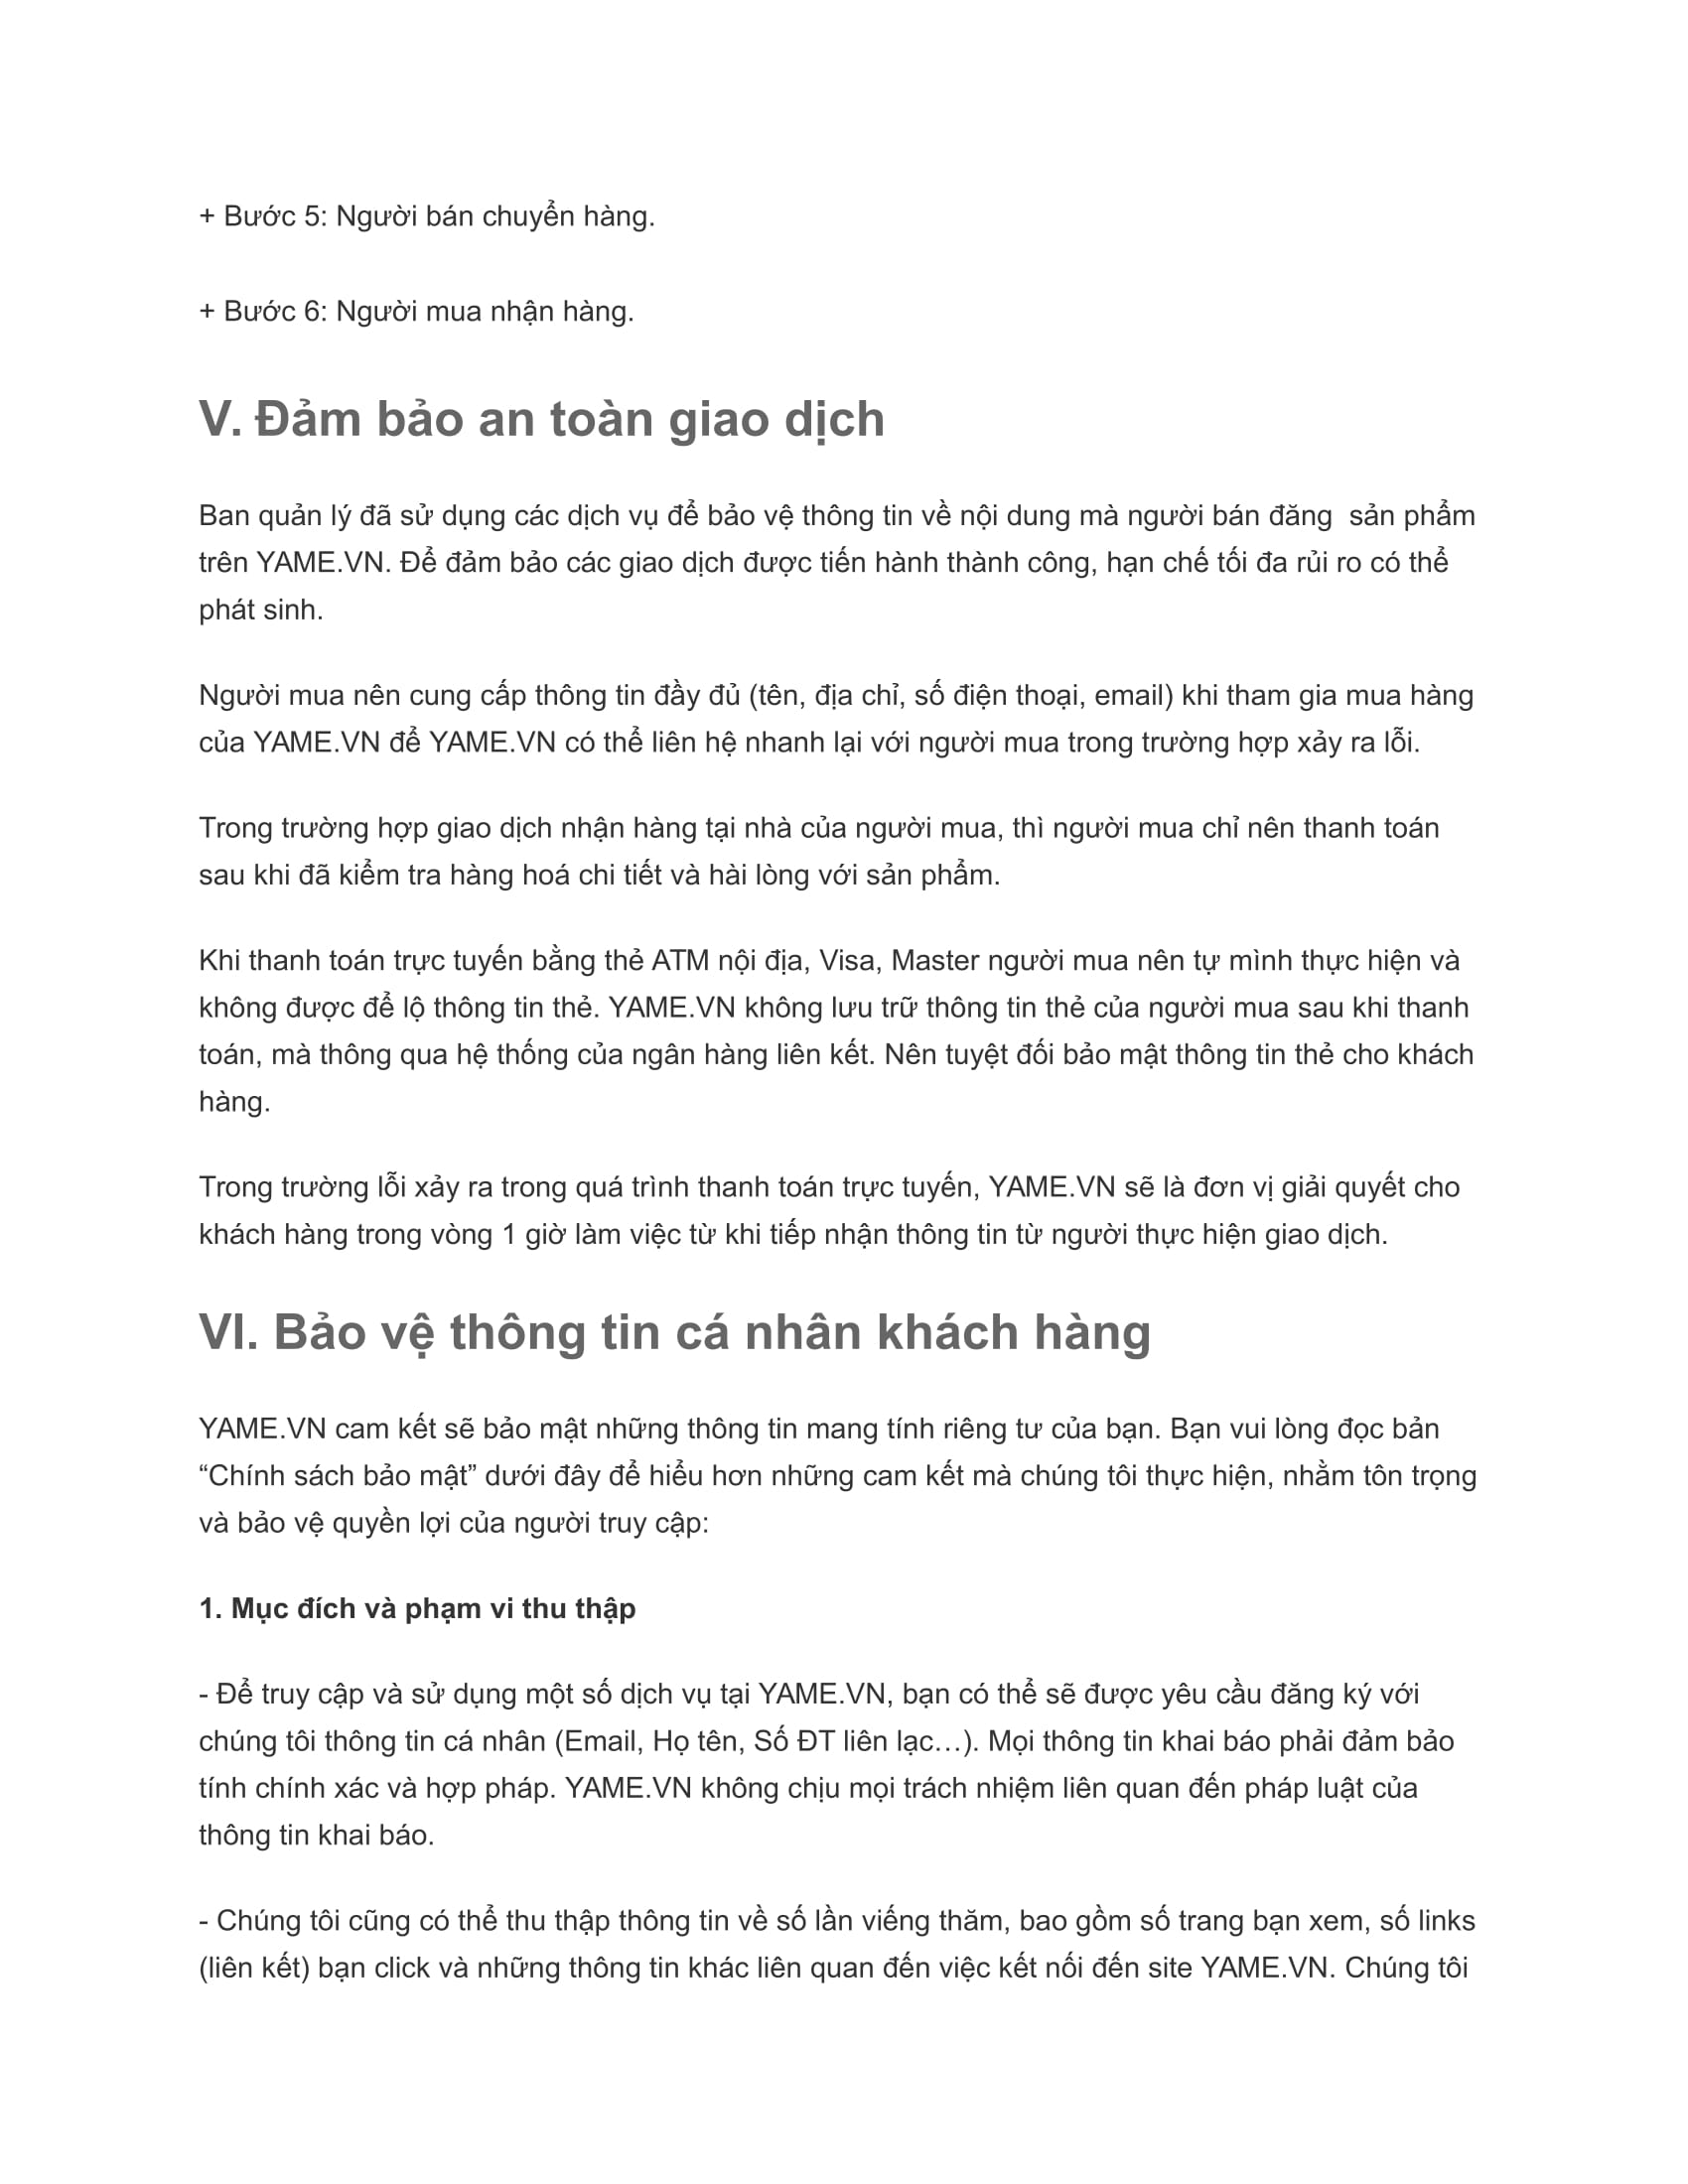 + Bước 5: Người bán chuyển hàng.
+ Bước 6: Người mua nhận hàng.
V. Đảm bảo an toàn giao dịch
Ban quản lý đã sử dụng các dịch vụ để bảo vệ thông tin về nội dung mà người bán đăng  sản phẩm
trên YAME.VN. Để đảm bảo các giao dịch được tiến hành thành công, hạn chế tối đa rủi ro có thể
phát sinh.
Người mua nên cung cấp thông tin đầy đủ (tên, địa chỉ, số điện thoại, email) khi tham gia mua hàng
của YAME.VN để YAME.VN có thể liên hệ nhanh lại với người mua trong trường hợp xảy ra lỗi.
Trong trường hợp giao dịch nhận hàng tại nhà của người mua, thì người mua chỉ nên thanh toán
sau khi đã kiểm tra hàng hoá chi tiết và hài lòng với sản phẩm.
Khi thanh toán trực tuyến bằng thẻ ATM nội địa, Visa, Master người mua nên tự mình thực hiện và
không được để lộ thông tin thẻ. YAME.VN không lưu trữ thông tin thẻ của người mua sau khi thanh
toán, mà thông qua hệ thống của ngân hàng liên kết. Nên tuyệt đối bảo mật thông tin thẻ cho khách
hàng.
Trong trường lỗi xảy ra trong quá trình thanh toán trực tuyến, YAME.VN sẽ là đơn vị giải quyết cho
khách hàng trong vòng 1 giờ làm việc từ khi tiếp nhận thông tin từ người thực hiện giao dịch.
VI. Bảo vệ thông tin cá nhân khách hàng
YAME.VN cam kết sẽ bảo mật những thông tin mang tính riêng tư của bạn. Bạn vui lòng đọc bản
“Chính sách bảo mật” dưới đây để hiểu hơn những cam kết mà chúng tôi thực hiện, nhằm tôn trọng
và bảo vệ quyền lợi của người truy cập:
1. Mục đích và phạm vi thu thập
- Để truy cập và sử dụng một số dịch vụ tại YAME.VN, bạn có thể sẽ được yêu cầu đăng ký với
chúng tôi thông tin cá nhân (Email, Họ tên, Số ĐT liên lạc…). Mọi thông tin khai báo phải đảm bảo
tính chính xác và hợp pháp. YAME.VN không chịu mọi trách nhiệm liên quan đến pháp luật của
thông tin khai báo.
- Chúng tôi cũng có thể thu thập thông tin về số lần viếng thăm, bao gồm số trang bạn xem, số links
(liên kết) bạn click và những thông tin khác liên quan đến việc kết nối đến site YAME.VN. Chúng tôi